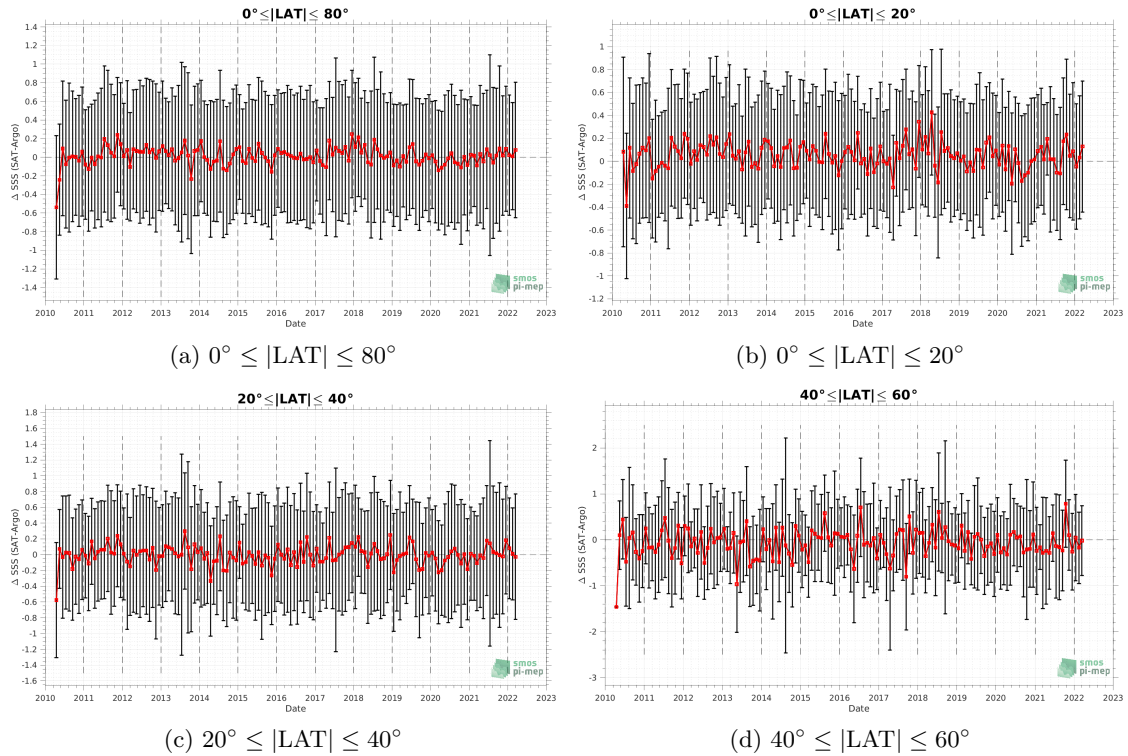 0°≤|LAT|≤ 80°
1.4
1.2
1
0.8
0.6
0.4
0.2
0
-0.2
-0.4
-0.6
-0.8
-1
-1.2
-1.4
Δ SSS (SAT-Argo)
2010 2011 2012 2013 2014 2015 2016 2017 2018 2019 2020 2021 2022 2023
Date
smos
pi-mep
(a) 0° ≤ |LAT| ≤ 80°
0°≤|LAT|≤ 20°
1
0.8
0.6
0.4
0.2
0
-0.2
-0.4
-0.6
-0.8
-1
-1.2
Δ SSS (SAT-Argo)
2010 2011 2012 2013 2014 2015 2016 2017 2018 2019 2020 2021 2022 2023
Date
smos
pi-mep
(b) 0° ≤ |LAT| ≤ 20°
20°≤|LAT|≤ 40°
1.8
1.6
1.4
1.2
1
0.8
0.6
0.4
0.2
0
-0.2
-0.4
-0.6
-0.8
-1
-1.2
-1.4
-1.6
Δ SSS (SAT-Argo)
2010 2011 2012 2013 2014 2015 2016 2017 2018 2019 2020 2021 2022 2023
Date
smos
pi-mep
(c) 20° ≤ |LAT| ≤ 40°
40°≤|LAT|≤ 60°
2
1
0
-1
-2
-3
Δ SSS (SAT-Argo)
2010 2011 2012 2013 2014 2015 2016 2017 2018 2019 2020 2021 2022 2023
Date
smos
pi-mep
(d) 40° ≤ |LAT| ≤ 60°